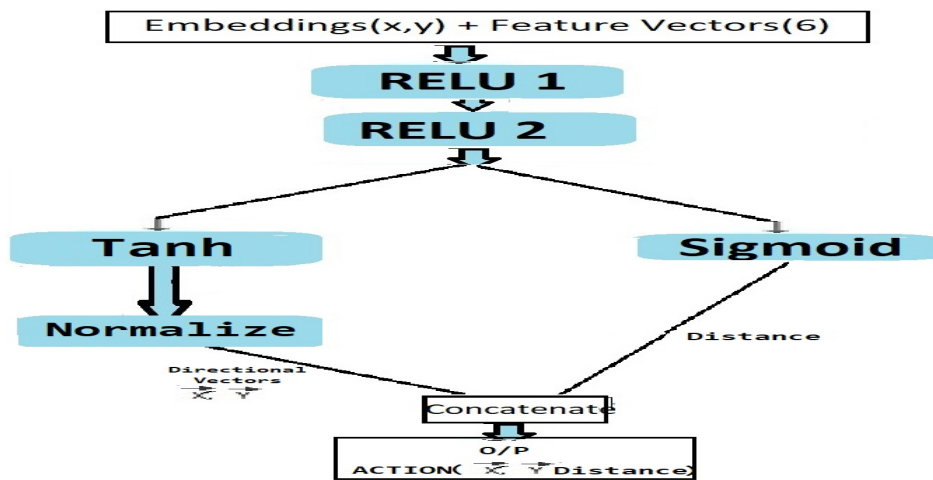 Embeddings(x,y) + Feature Vectors(6)
RELU 1
RELU 2
Tanh
Sigmoid
Normalize
Distance
Directional
Vectors
X, Y
Concatenate
O/P
ACTION( X, Y Distance)